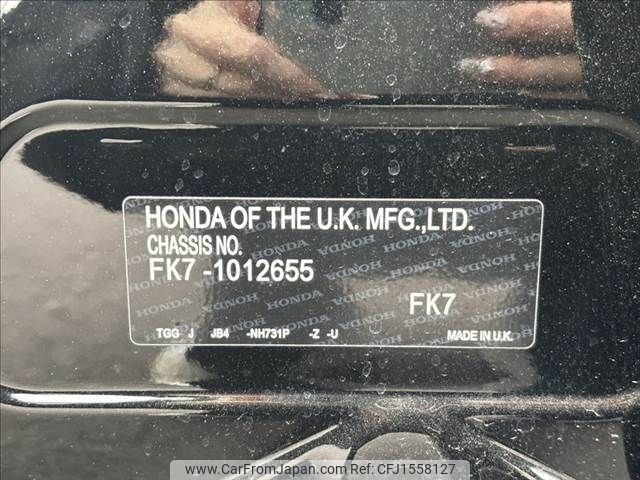 HONDA OF THE U.K. MFG.,LTD.
CHASSIS NO.
FK7 -1012655
FK7
TGG J JB4 -NH731P -Z -U MADE IN U.K.
www.CarFromJapan.com - CFJ1558127